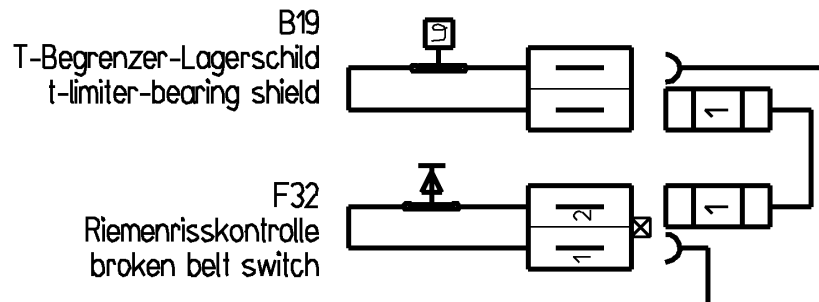 B19
T-Begrenzer-Lagerschild
t-limiter-bearing shield
1
F32
Riemenrisskontrolle
broken belt switch
2
1
1